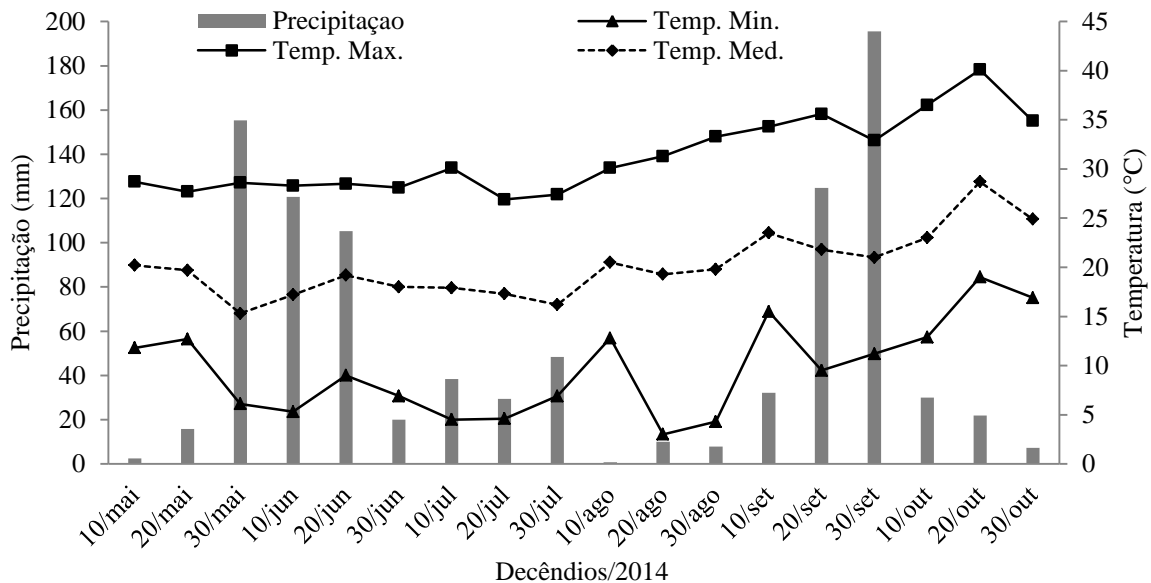 Precipitaçao
Temp. Min.
Temp. Max.
Temp. Med.
200
180
160
140
120
100
80
60
40
20
0
Precipitação (mm)
45
40
35
30
25
20
15
10
5
0
Temperatura (°C)
10/mai
20/mai
30/mai
10/jun
20/jun
30/jun
10/jul
20/jul
30/jul
10/ago
20/ago
30/ago
10/set
20/set
30/set
10/out
20/out
30/out
Decêndios/2014